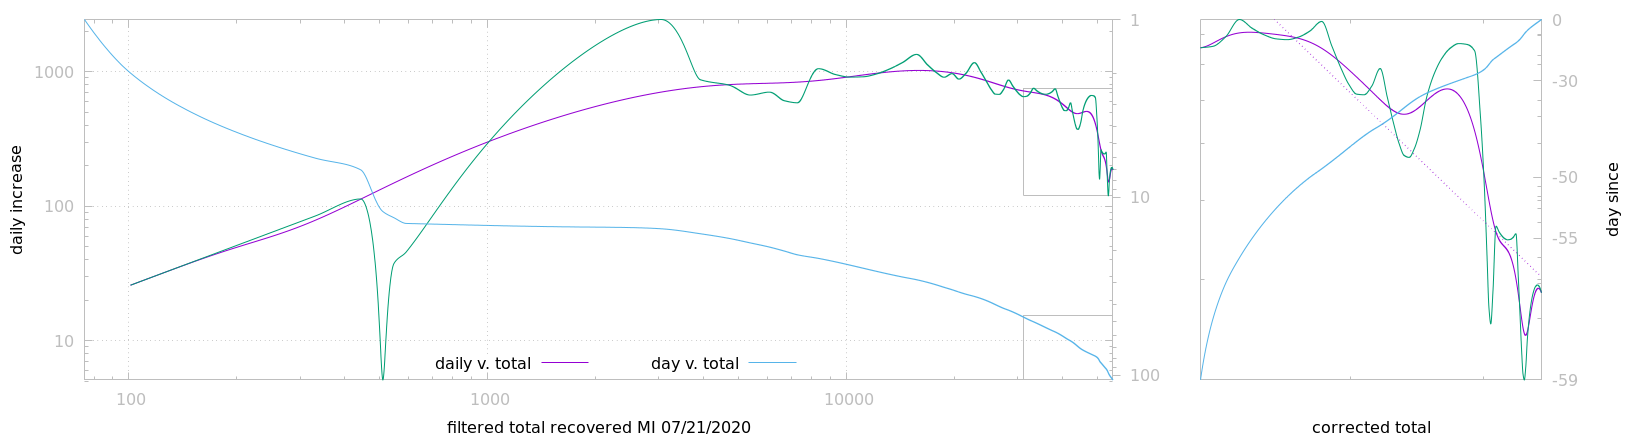 daily increase
1000
100
10
100
1000
10000
filtered total recovered MI 07/21/2020
daily v. total
day v. total
1
10
100
corrected total
0
-30
-50
-55
-59
day since